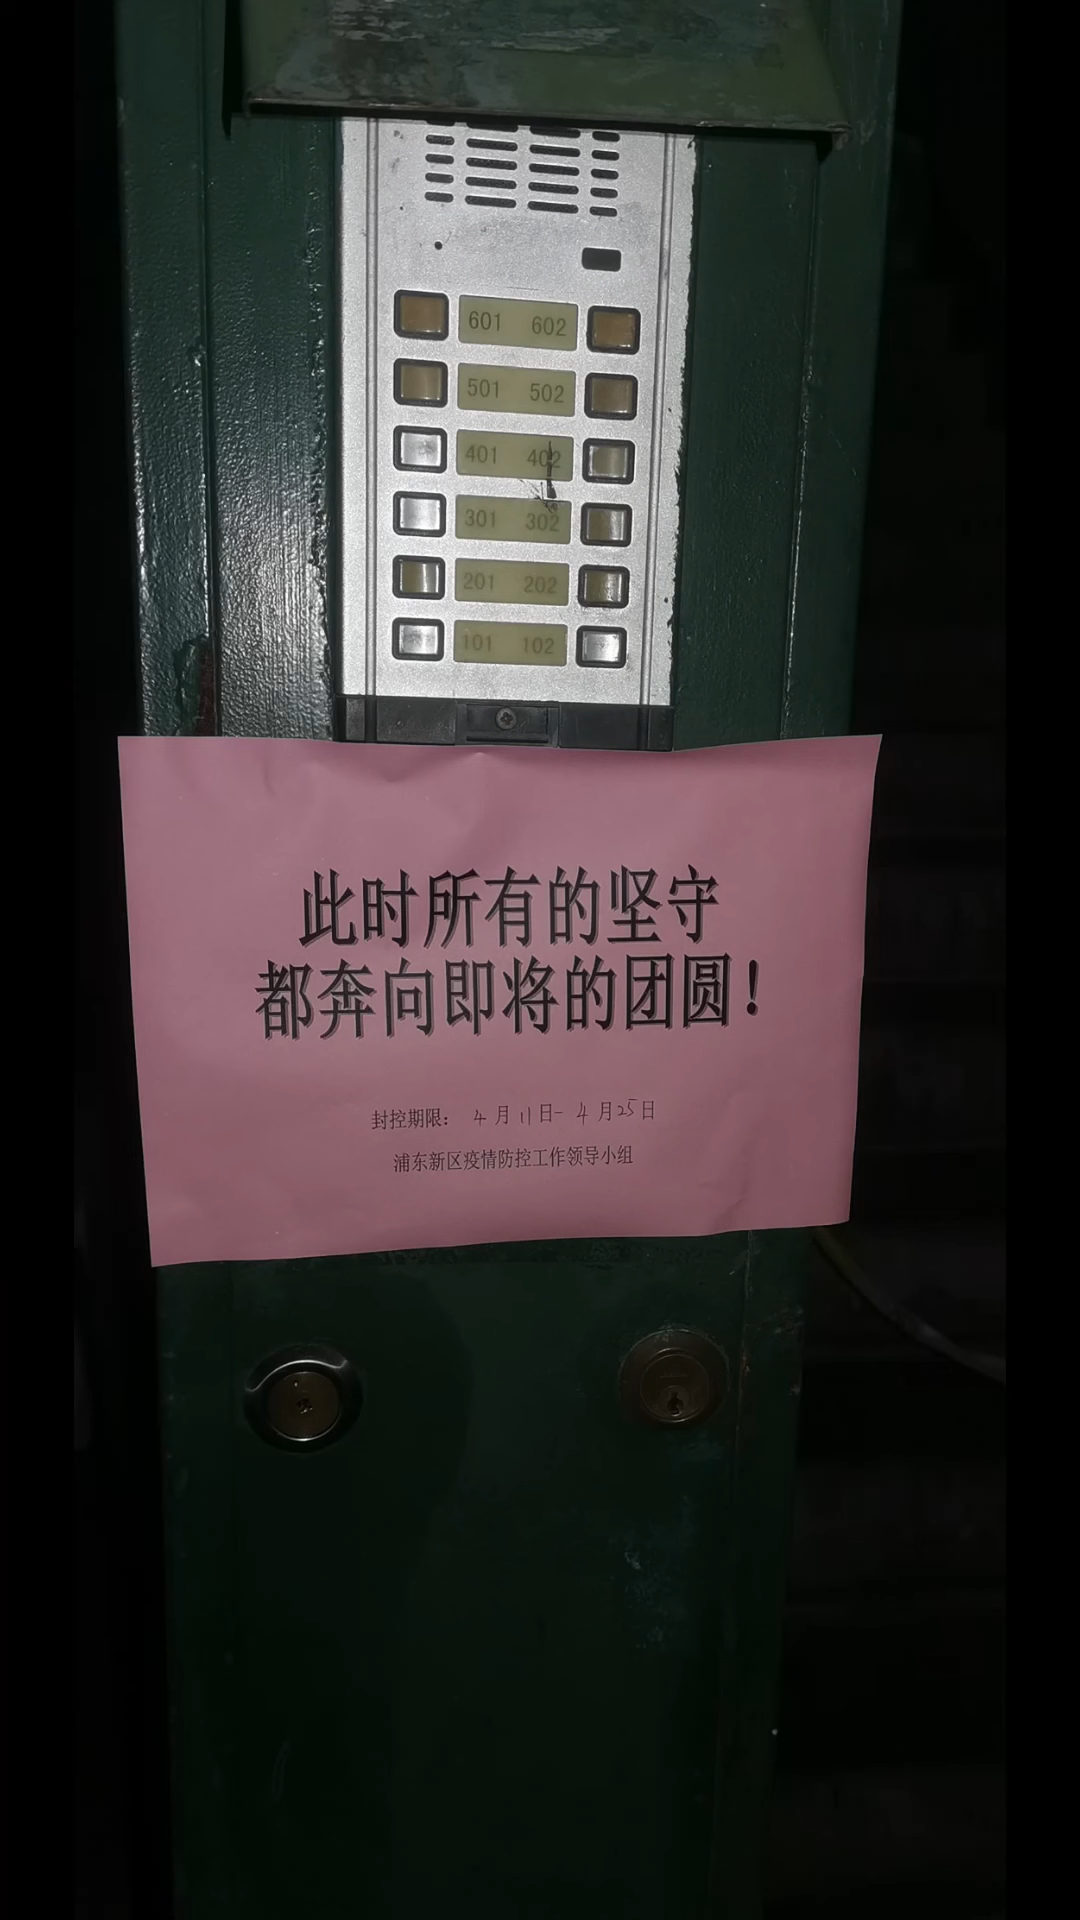 601 602
501 502
401 402
301 302
201 202
101 102
此时所有的坚守
都奔向即将的团圆！
封控期限： 4月11日-4月25日
浦东新区疫情防控工作领导小组